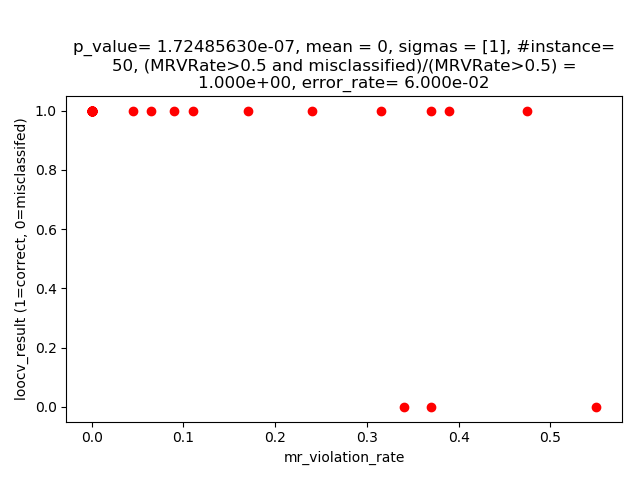 p_value= 1.72485630e-07, mean = 0, sigmas = [1], #instance=
50, (MRVRate>0.5 and misclassified)/(MRVRate>0.5) =
1.000e+00, error_rate= 6.000e-02
loocv_result (1=correct, 0=misclassifed)
1.0
0.8
0.6
0.4
0.2
0.0
0.0 0.1 0.2 0.3 0.4 0.5
mr_violation_rate